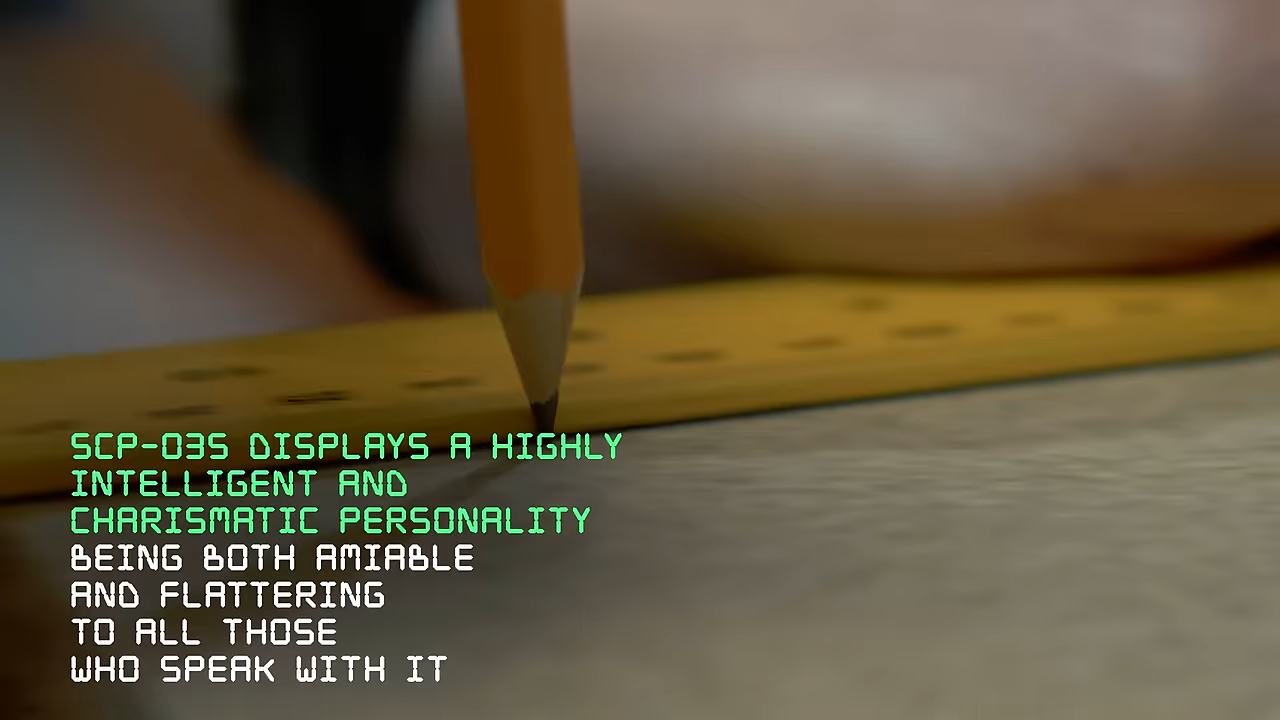 SCP-035 DISPLAYS A HIGHLY
INTELLIGENT AND
CHARISMATIC PERSONALITY
BEING BOTH AMIABLE
AND FLATTERING
TO ALL THOSE
WHO SPEAK WITH IT